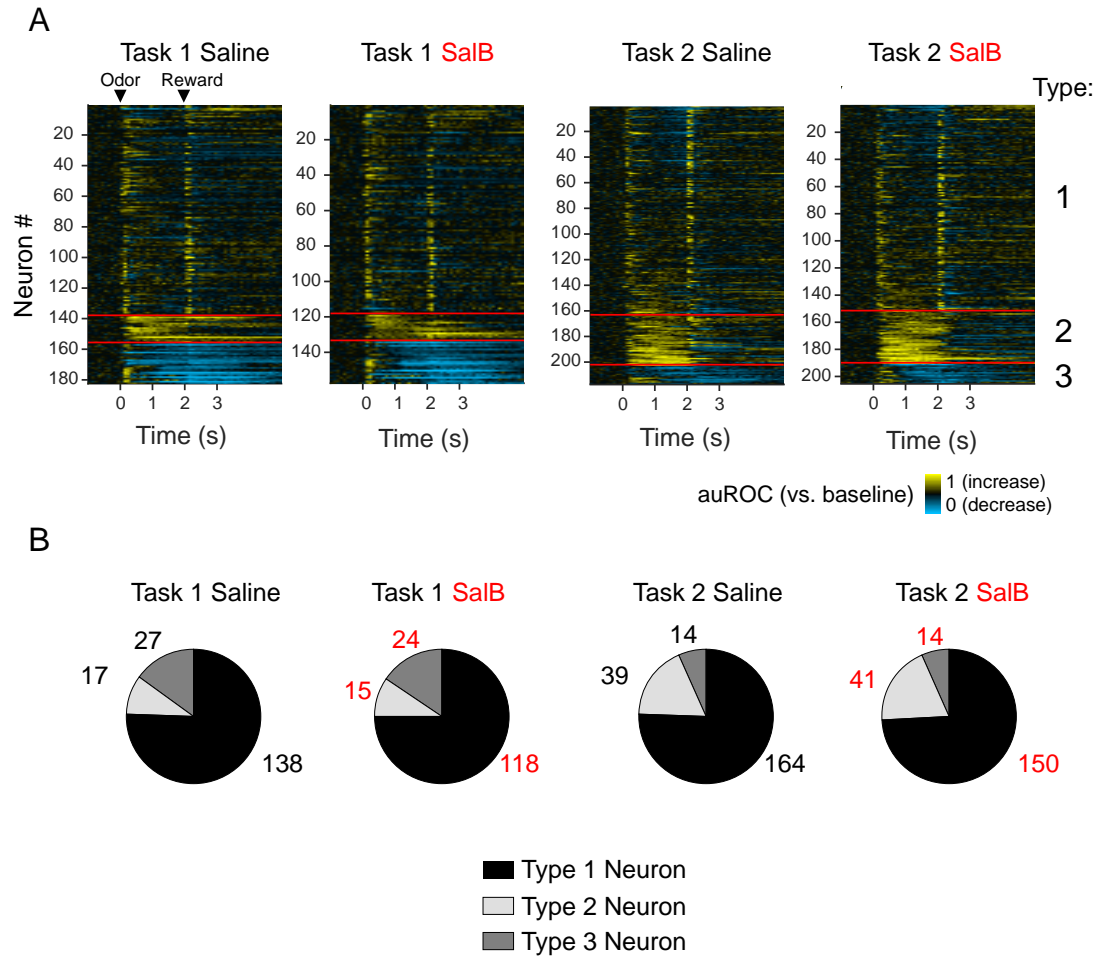 A
Task 1 Saline
Task 1 SalB
Task 2 Saline
Task 2 SalB
Type:
Odor Reward
Neuron #
20
40
60
80
100
120
140
160
180
20
40
60
80
100
120
140
20
40
60
80
100
120
140
160
180
200
20
40
60
80
100
120
140
160
180
200
1
2
3
0 1 2 3
0 1 2 3
0 1 2 3
0 1 2 3
Time (s)
Time (s)
Time (s)
Time (s)
auROC (vs. baseline)
1 (increase)
0 (decrease)
B
Task 1 Saline
Task 1 SalB
Task 2 Saline
Task 2 SalB
27
17
138
24
15
118
14
39
164
14
41
150
Type 1 Neuron
Type 2 Neuron
Type 3 Neuron